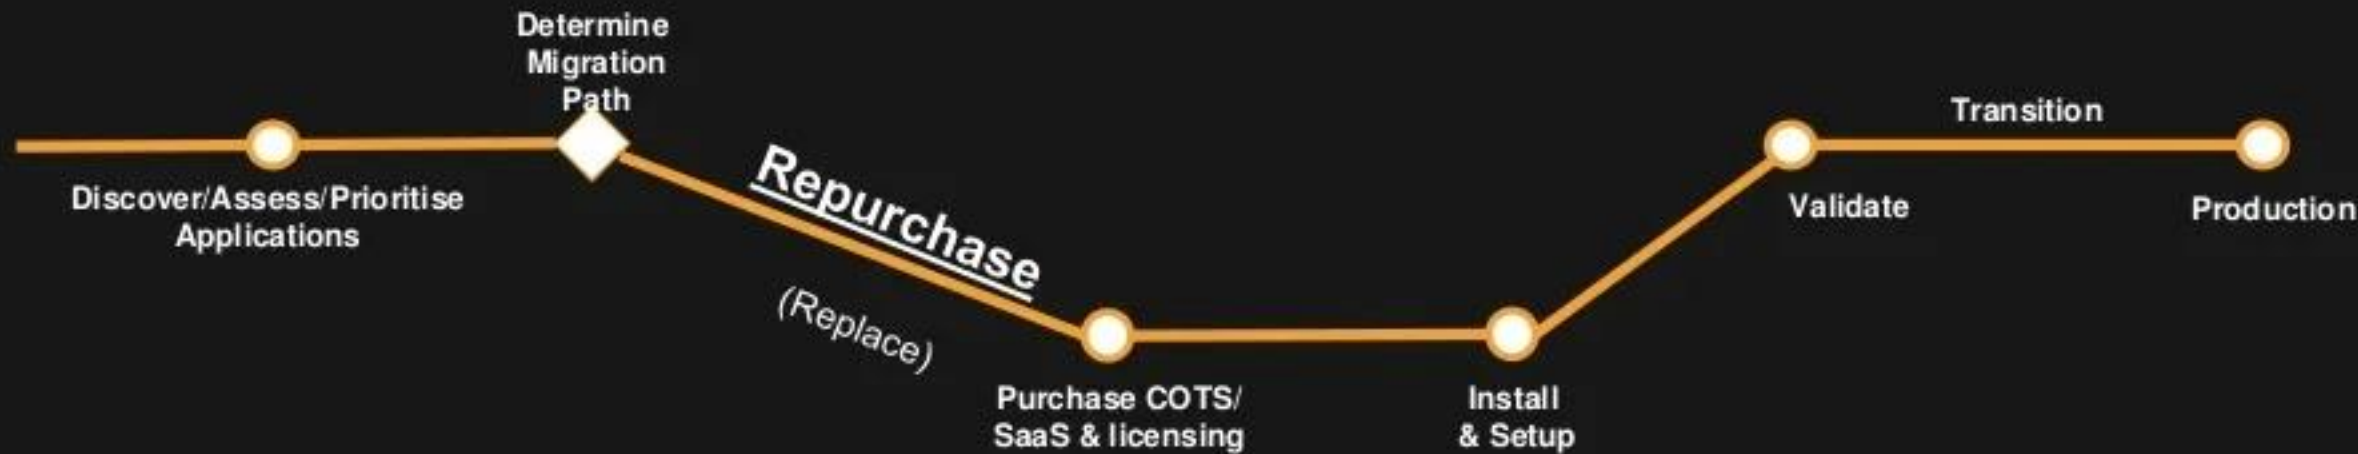 Determine
Migration
Path
Discover/Assess/Prioritise
Applications
Repurchase
(Replace)
Purchase COTS/
SaaS & licensing
Install
& Setup
Validate
Transition
Production